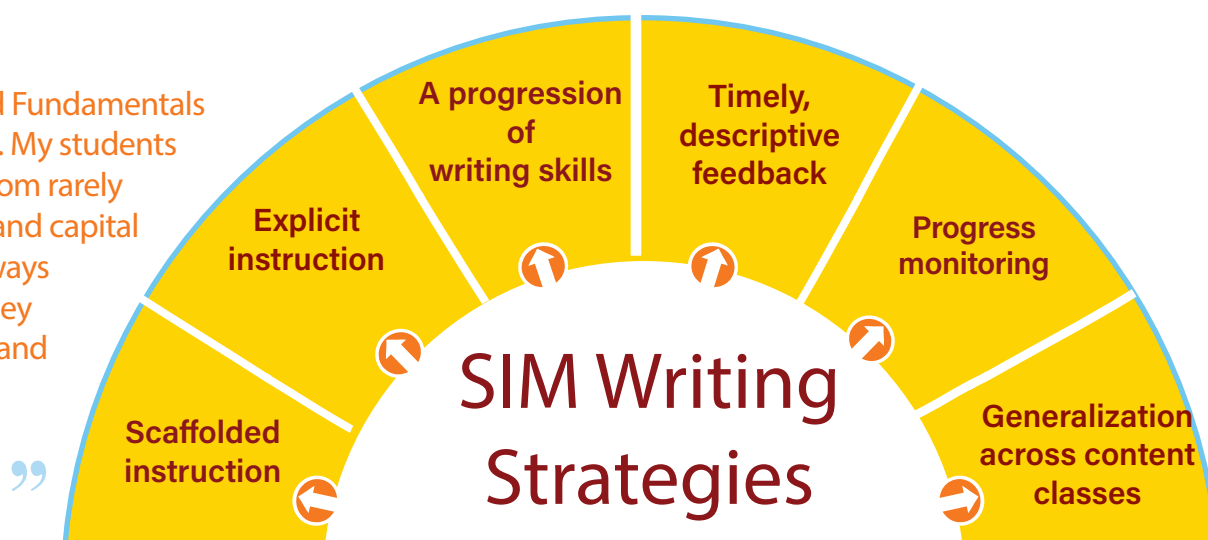 d Fundamentals
. My students
om rarely
and capital
ways
ey
and
”
Scaffolded
instruction
Explicit
instruction
A progression
of
writing skills
Timely,
descriptive
feedback
Progress
monitoring
Generalization
across content
classes
SIM Writing
Strategies